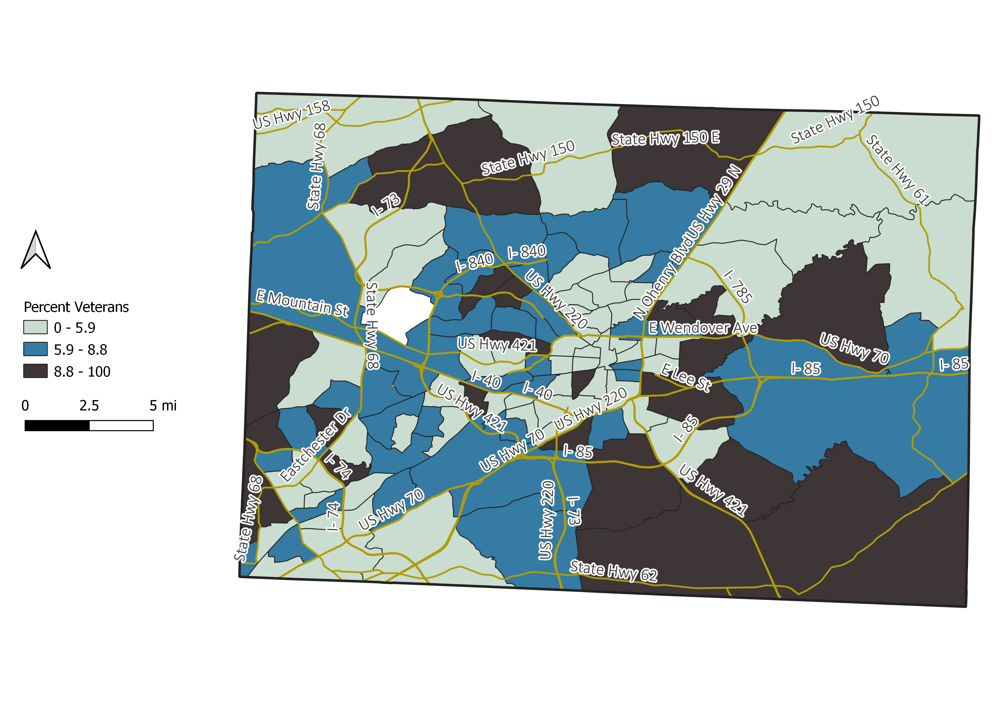 State Hwy 150
US Hwy 158
State Hwy 68
State Hwy 150 E
State Hwy 150
State Hwy 61
US Hwy 29 N
I- 73
I- 840
I- 840
N Ohenry Blvd
US Hwy 220
I- 785
E Mountain St
State Hwy 68
Percent Veterans
0 - 5.9
5.9 - 8.8
8.8 - 100
E Wendover Ave
US Hwy 421
US Hwy 70
I- 85
I- 85
I- 40
I- 40
E Lee St
US Hwy 421
US Hwy 220
0 2.5 5 mi
Eastchester Dr
I- 85
US Hwy 70
I- 85
I- 74
US Hwy 421
State Hwy 68
US Hwy 70
I- 74
US Hwy 220
I- 73
State Hwy 62